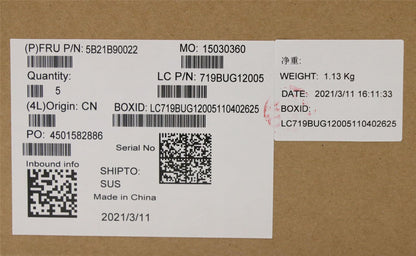 (P)FRU P/N: 5B21B90022
MO: 15030360
Quantity:
5
LC P/N: 719BUG12005
(4L)Origin: CN
BOXID: LC719BUG12005110402625
PO: 4501582886
Serial No
Inbound info
SHIPTO:
SUS
Made in China
2021/3/11
净重:
WEIGHT: 1.13 Kg
DATE: 2021/3/11 16:11:33
BOXID:
LC719BUG12005110402625